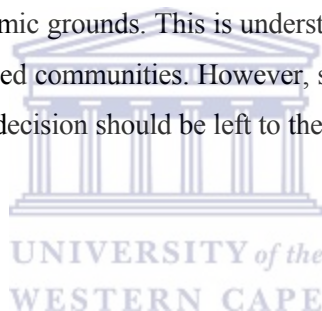 mic grounds. This is underst
ed communities. However, s
decision should be left to the
UNIVERSITY of the
WESTERN CAPE